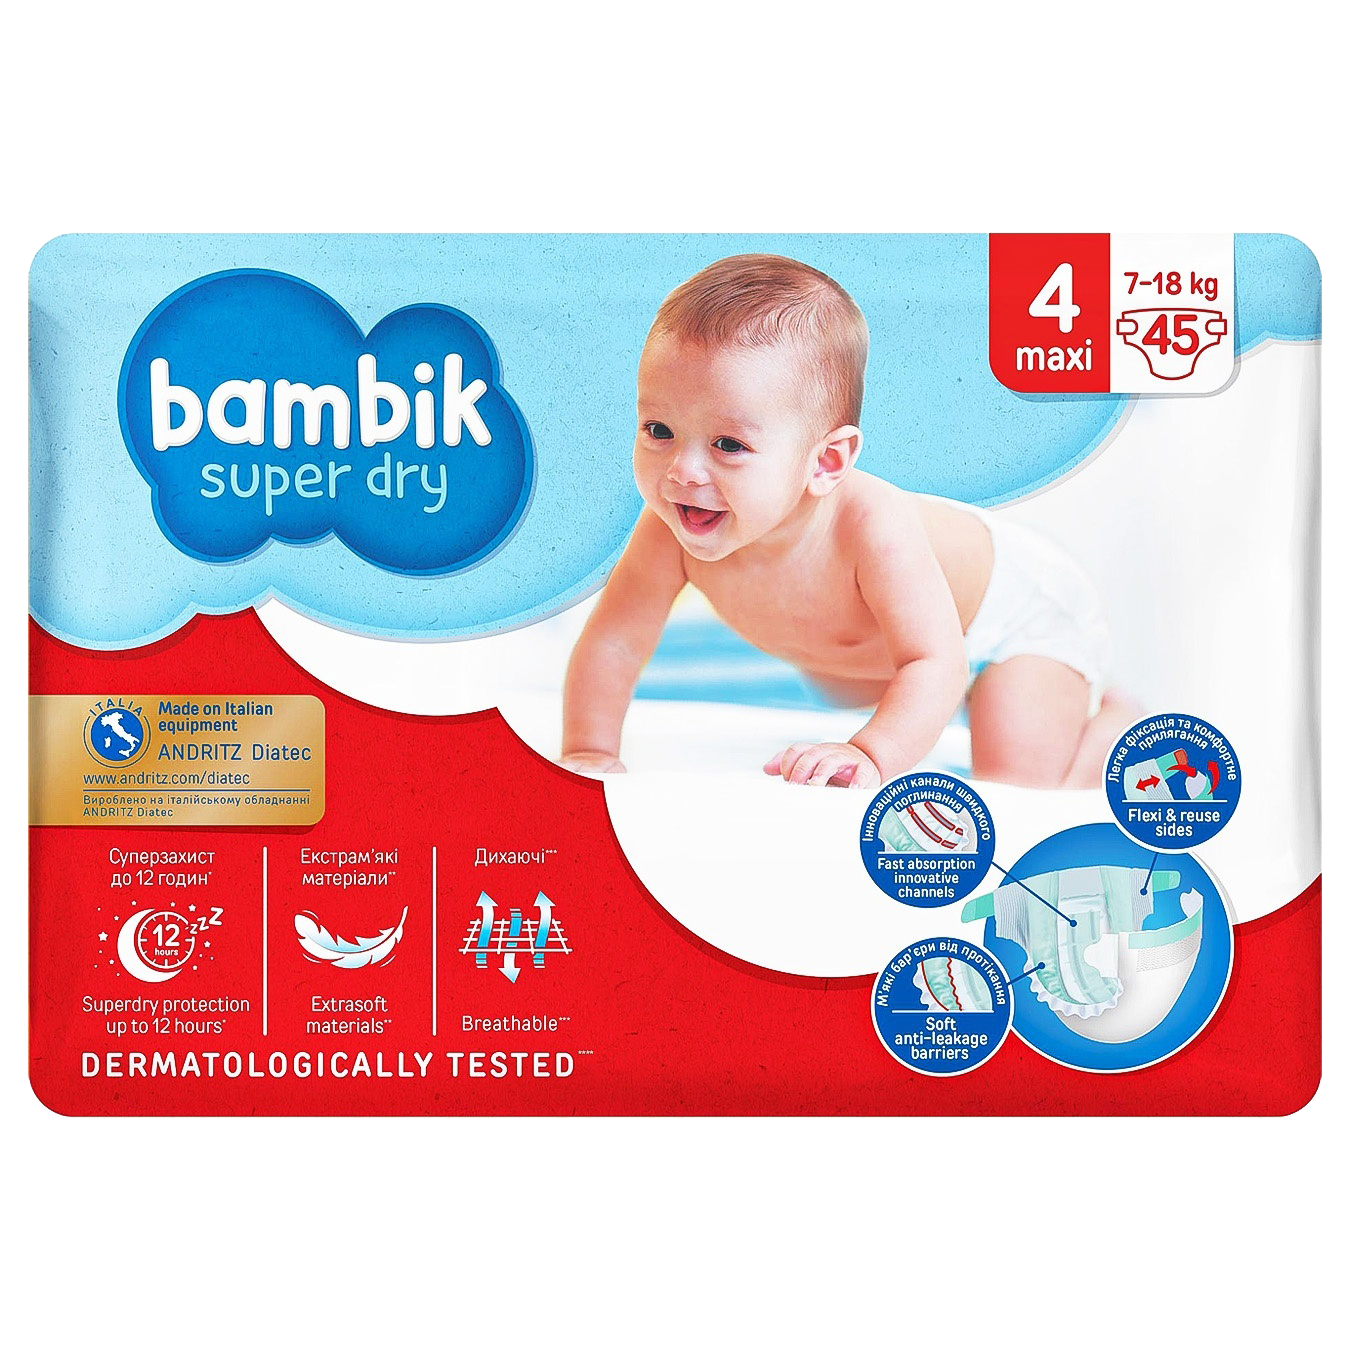 bambik
super dry
4
maxi
7-18 kg
45
ITALIA
Made on Italian
equipment
ANDRITZ Diatec
www.andritz.com/diatec
Вироблено на італійському обладнанні
ANDRITZ Diatec
Суперзахист
до 12 годин*
12
hours
zzZ
Superdry protection
up to 12 hours*
Екстрам'які
матеріали**
Extrasoft
materials**
Дихаючі***
Breathable***
DERMATOLOGICALLY TESTED****
Легка фіксація та комфортне
прилягання
Flexi & reuse
sides
Інноваційні канали швидкого
поглинання
Fast absorption
innovative
channels
М'які бар'єри від протікання
Soft
anti-leakage
barriers